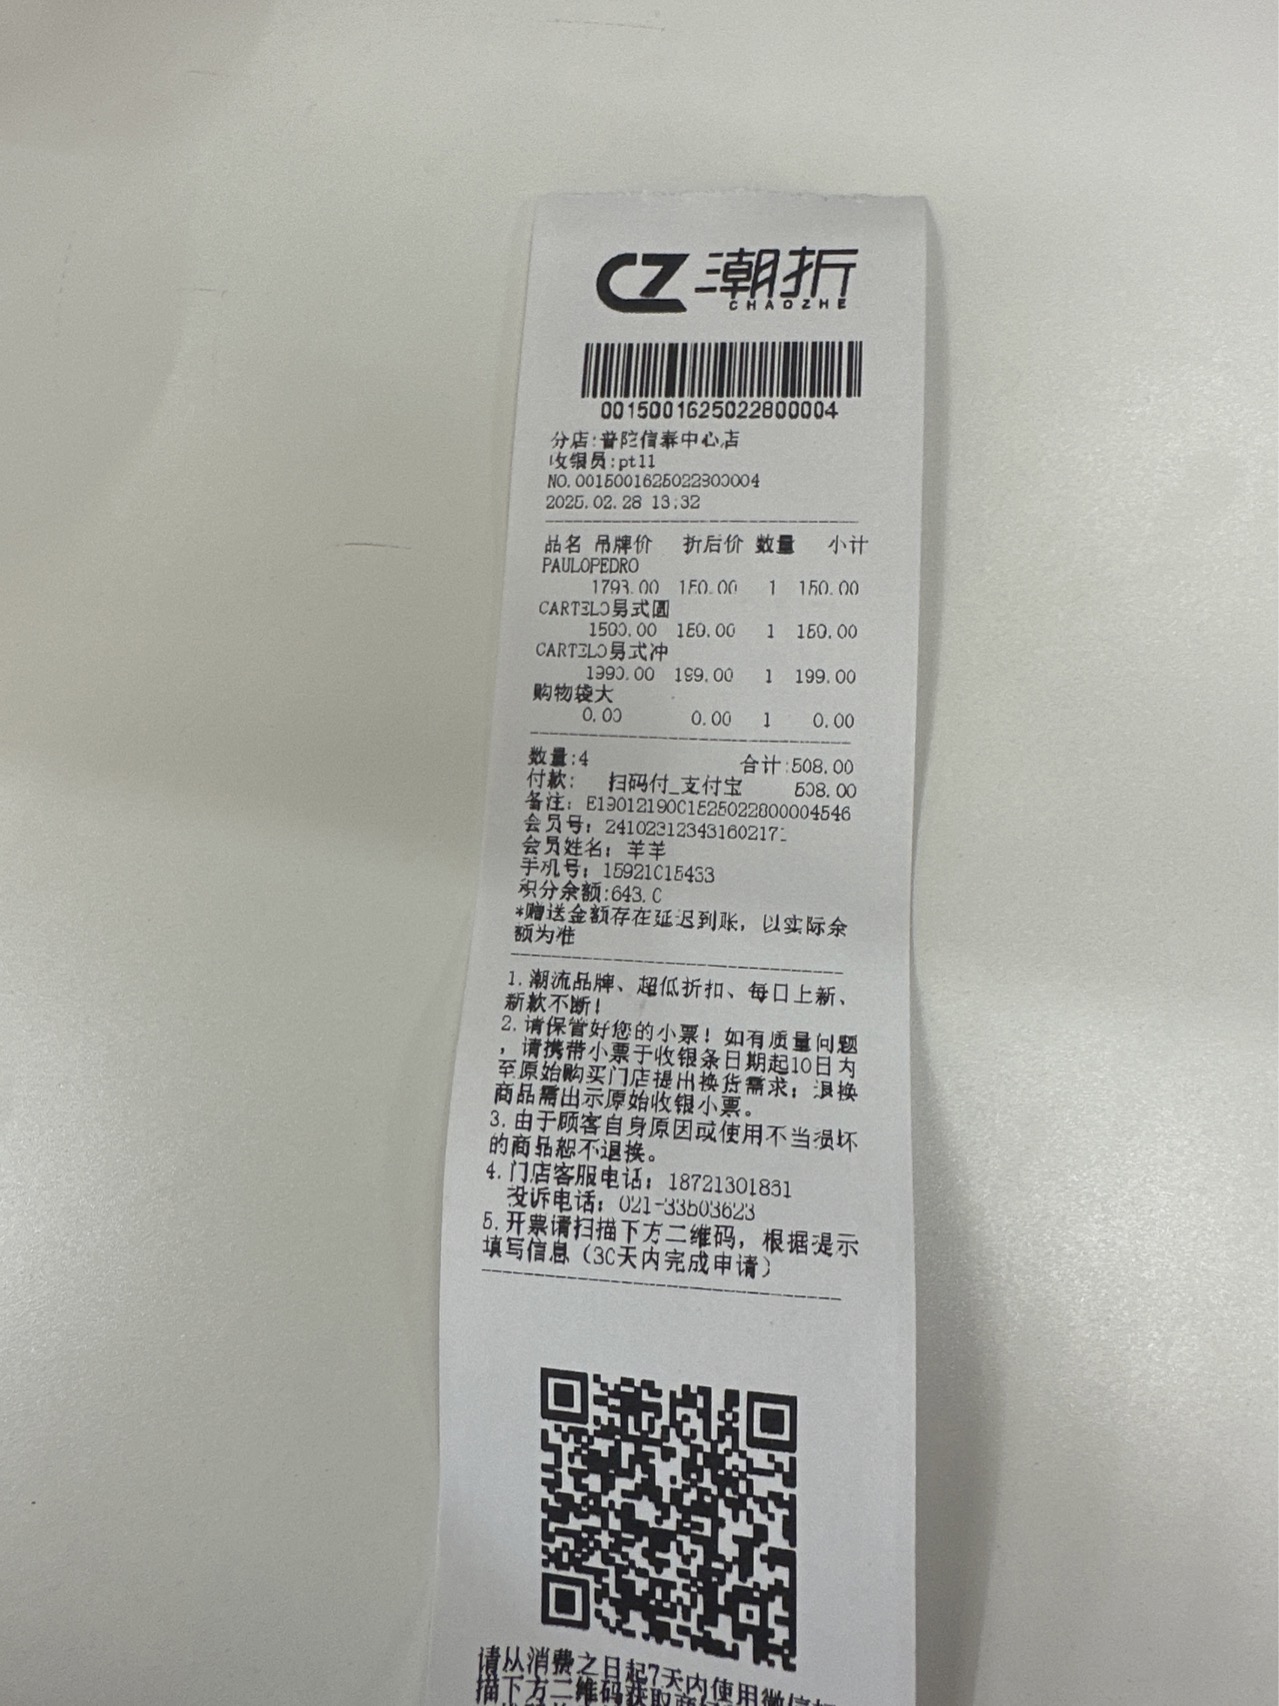 CZ 潮折
CHAOZHE
0015001625022800004
分店:普陀信泰中心店
收银员:pt11
NO.0015001625022800004
2025.02.28 13:32
品名 吊牌价 折后价 数量 小计
PAULOPEDRO
150.00 1 150.00
CARTELO男式圆
1 
CARTELO男式冲
1990.00 199.00 1 199.00
购物袋大
0.00 0.00 1 0.00
数量:4 合计:508.00
付款: 扫码付_支付宝 508.00
备注:
会员号:
会员姓名: 羊羊
手机号:
积分余额:643.0
*赠送金额存在延迟到账, 以实际余
额为准
1.潮流品牌、超低折扣、每日上新、
新款不断!
2.请保管好您的小票! 如有质量问题
, 请携带小票于收银条日期起10日内
至原始购买门店提出换货需求; 退换
商品需出示原始收银小票。
3.由于顾客自身原因或使用不当损坏
的商品恕不退换。
4.门店客服电话:
投诉电话:
5.开票请扫描下方二维码, 根据提示
填写信息 (30天内完成申请)
请从消费之日起7天内使用微信扫
描下方二维码获取